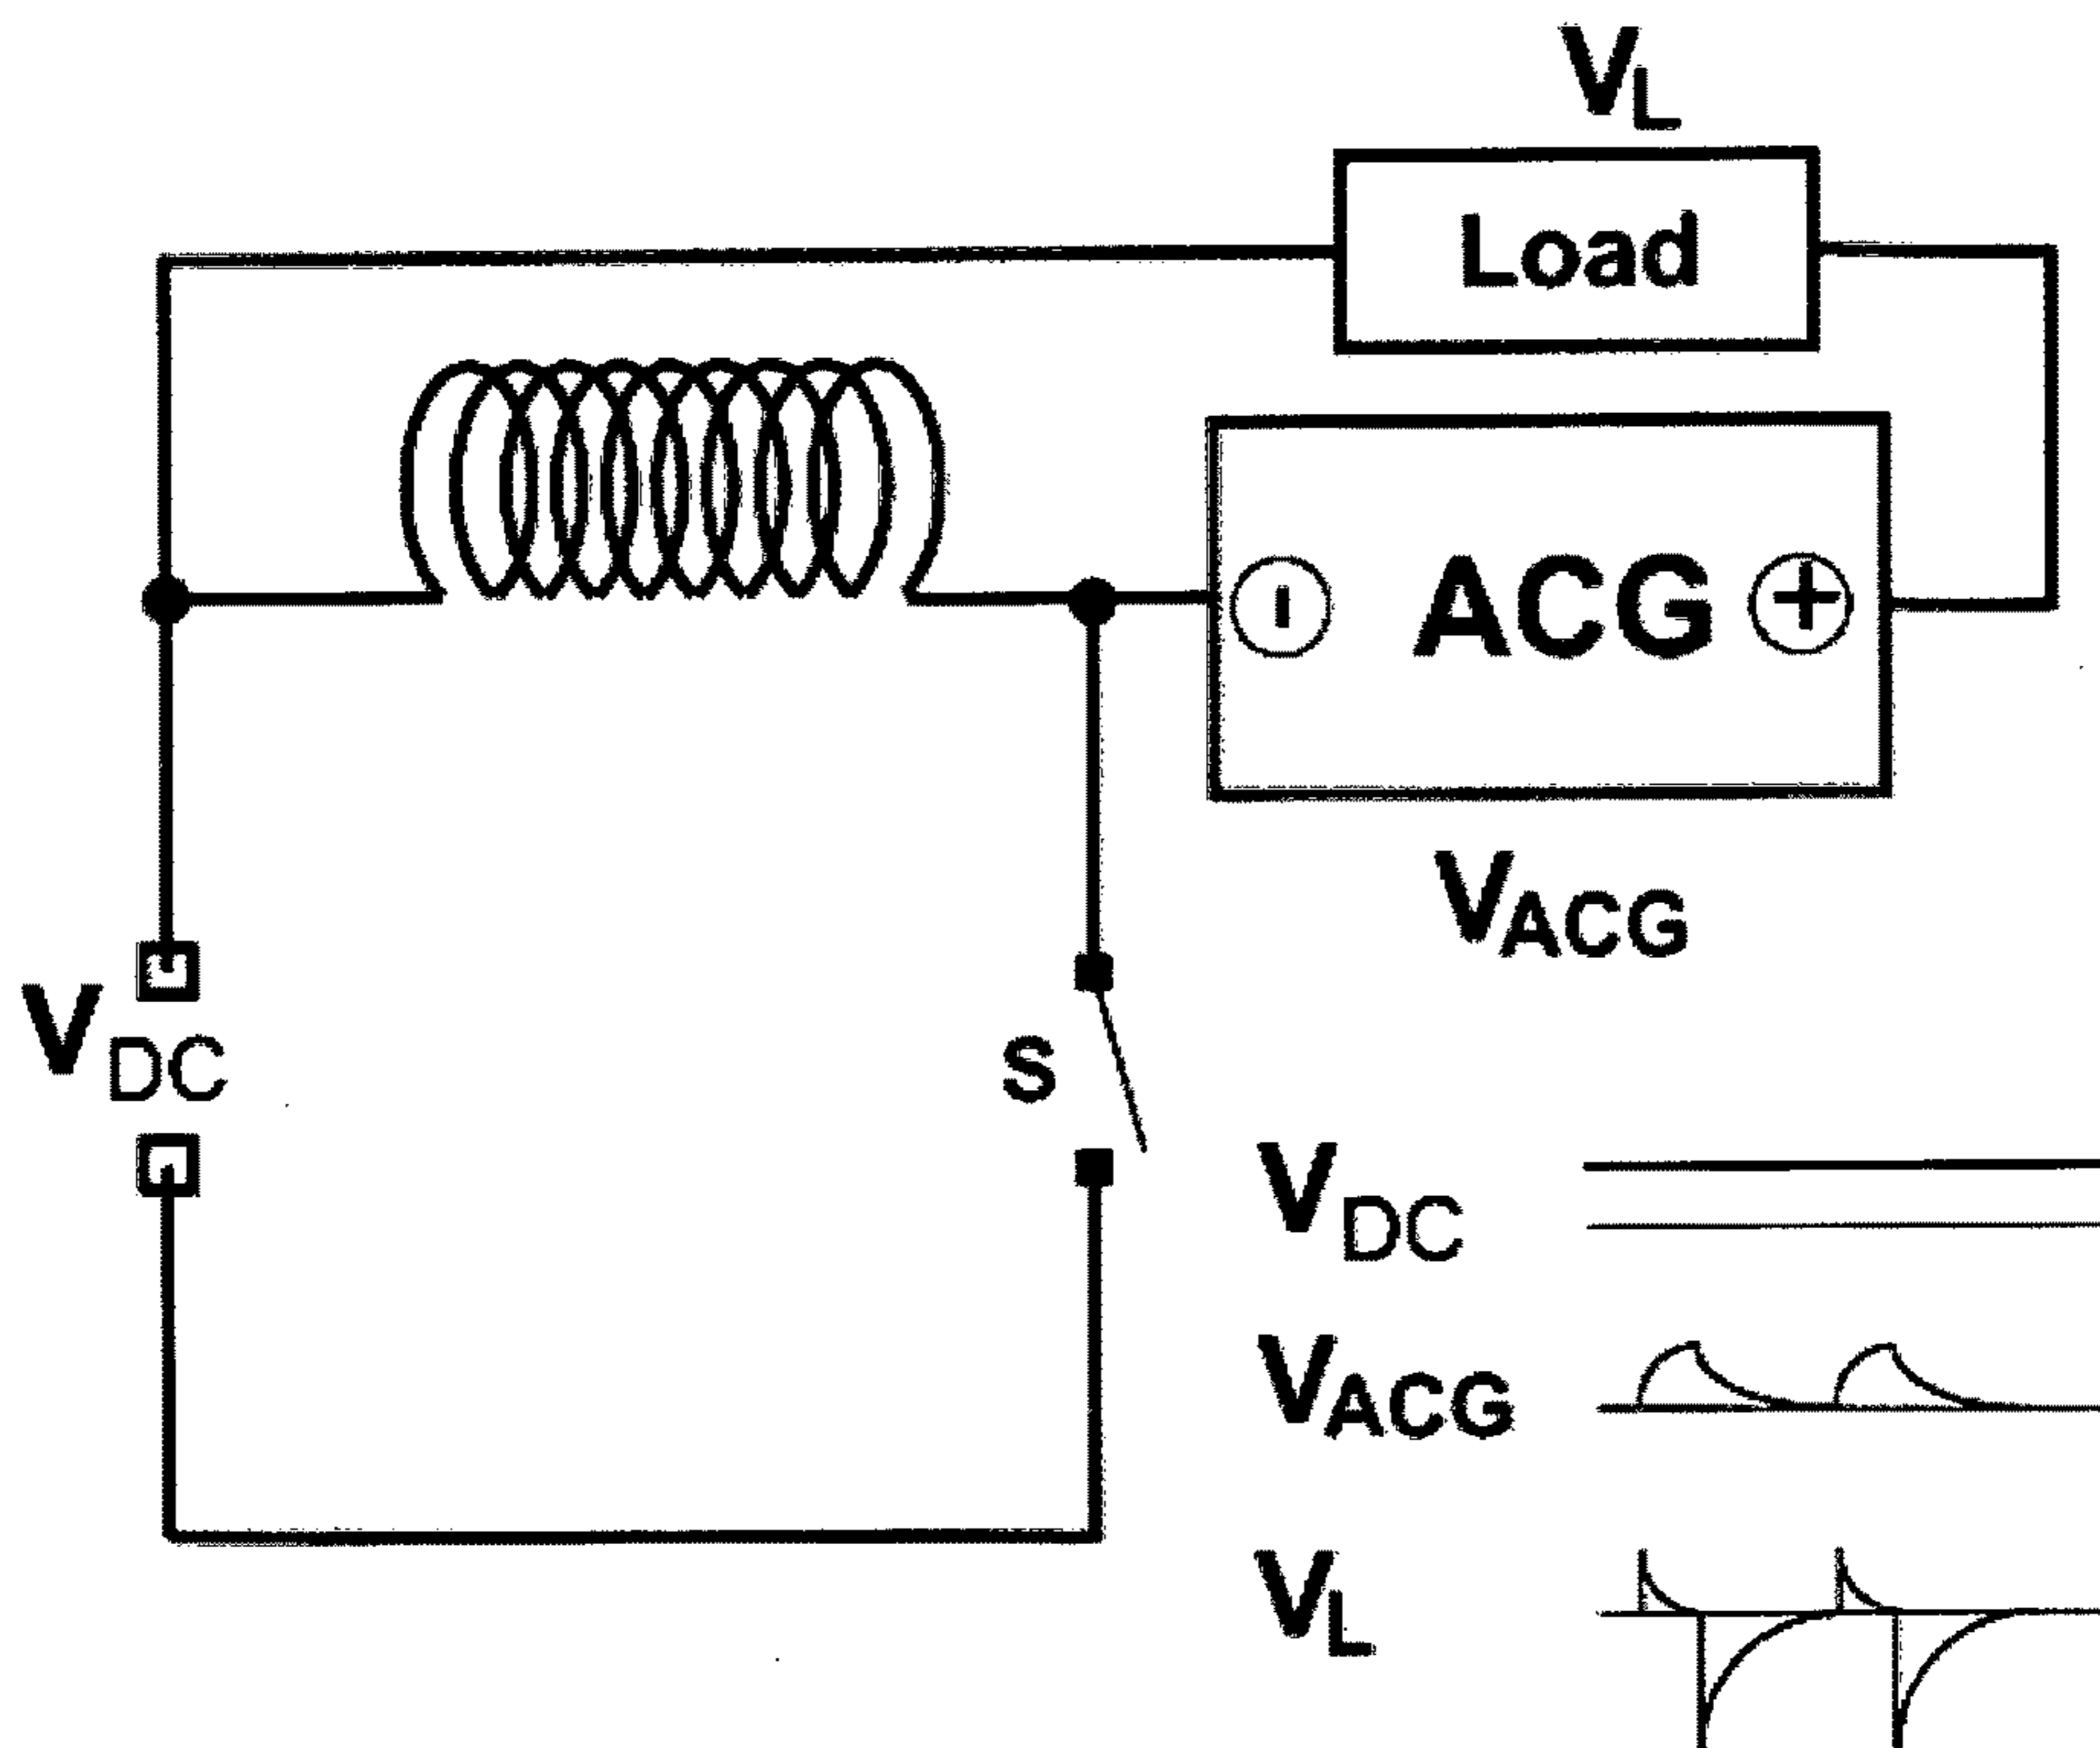 VL
Load
- ACG +
VACG
VDC
S
VDC
VACG
VL